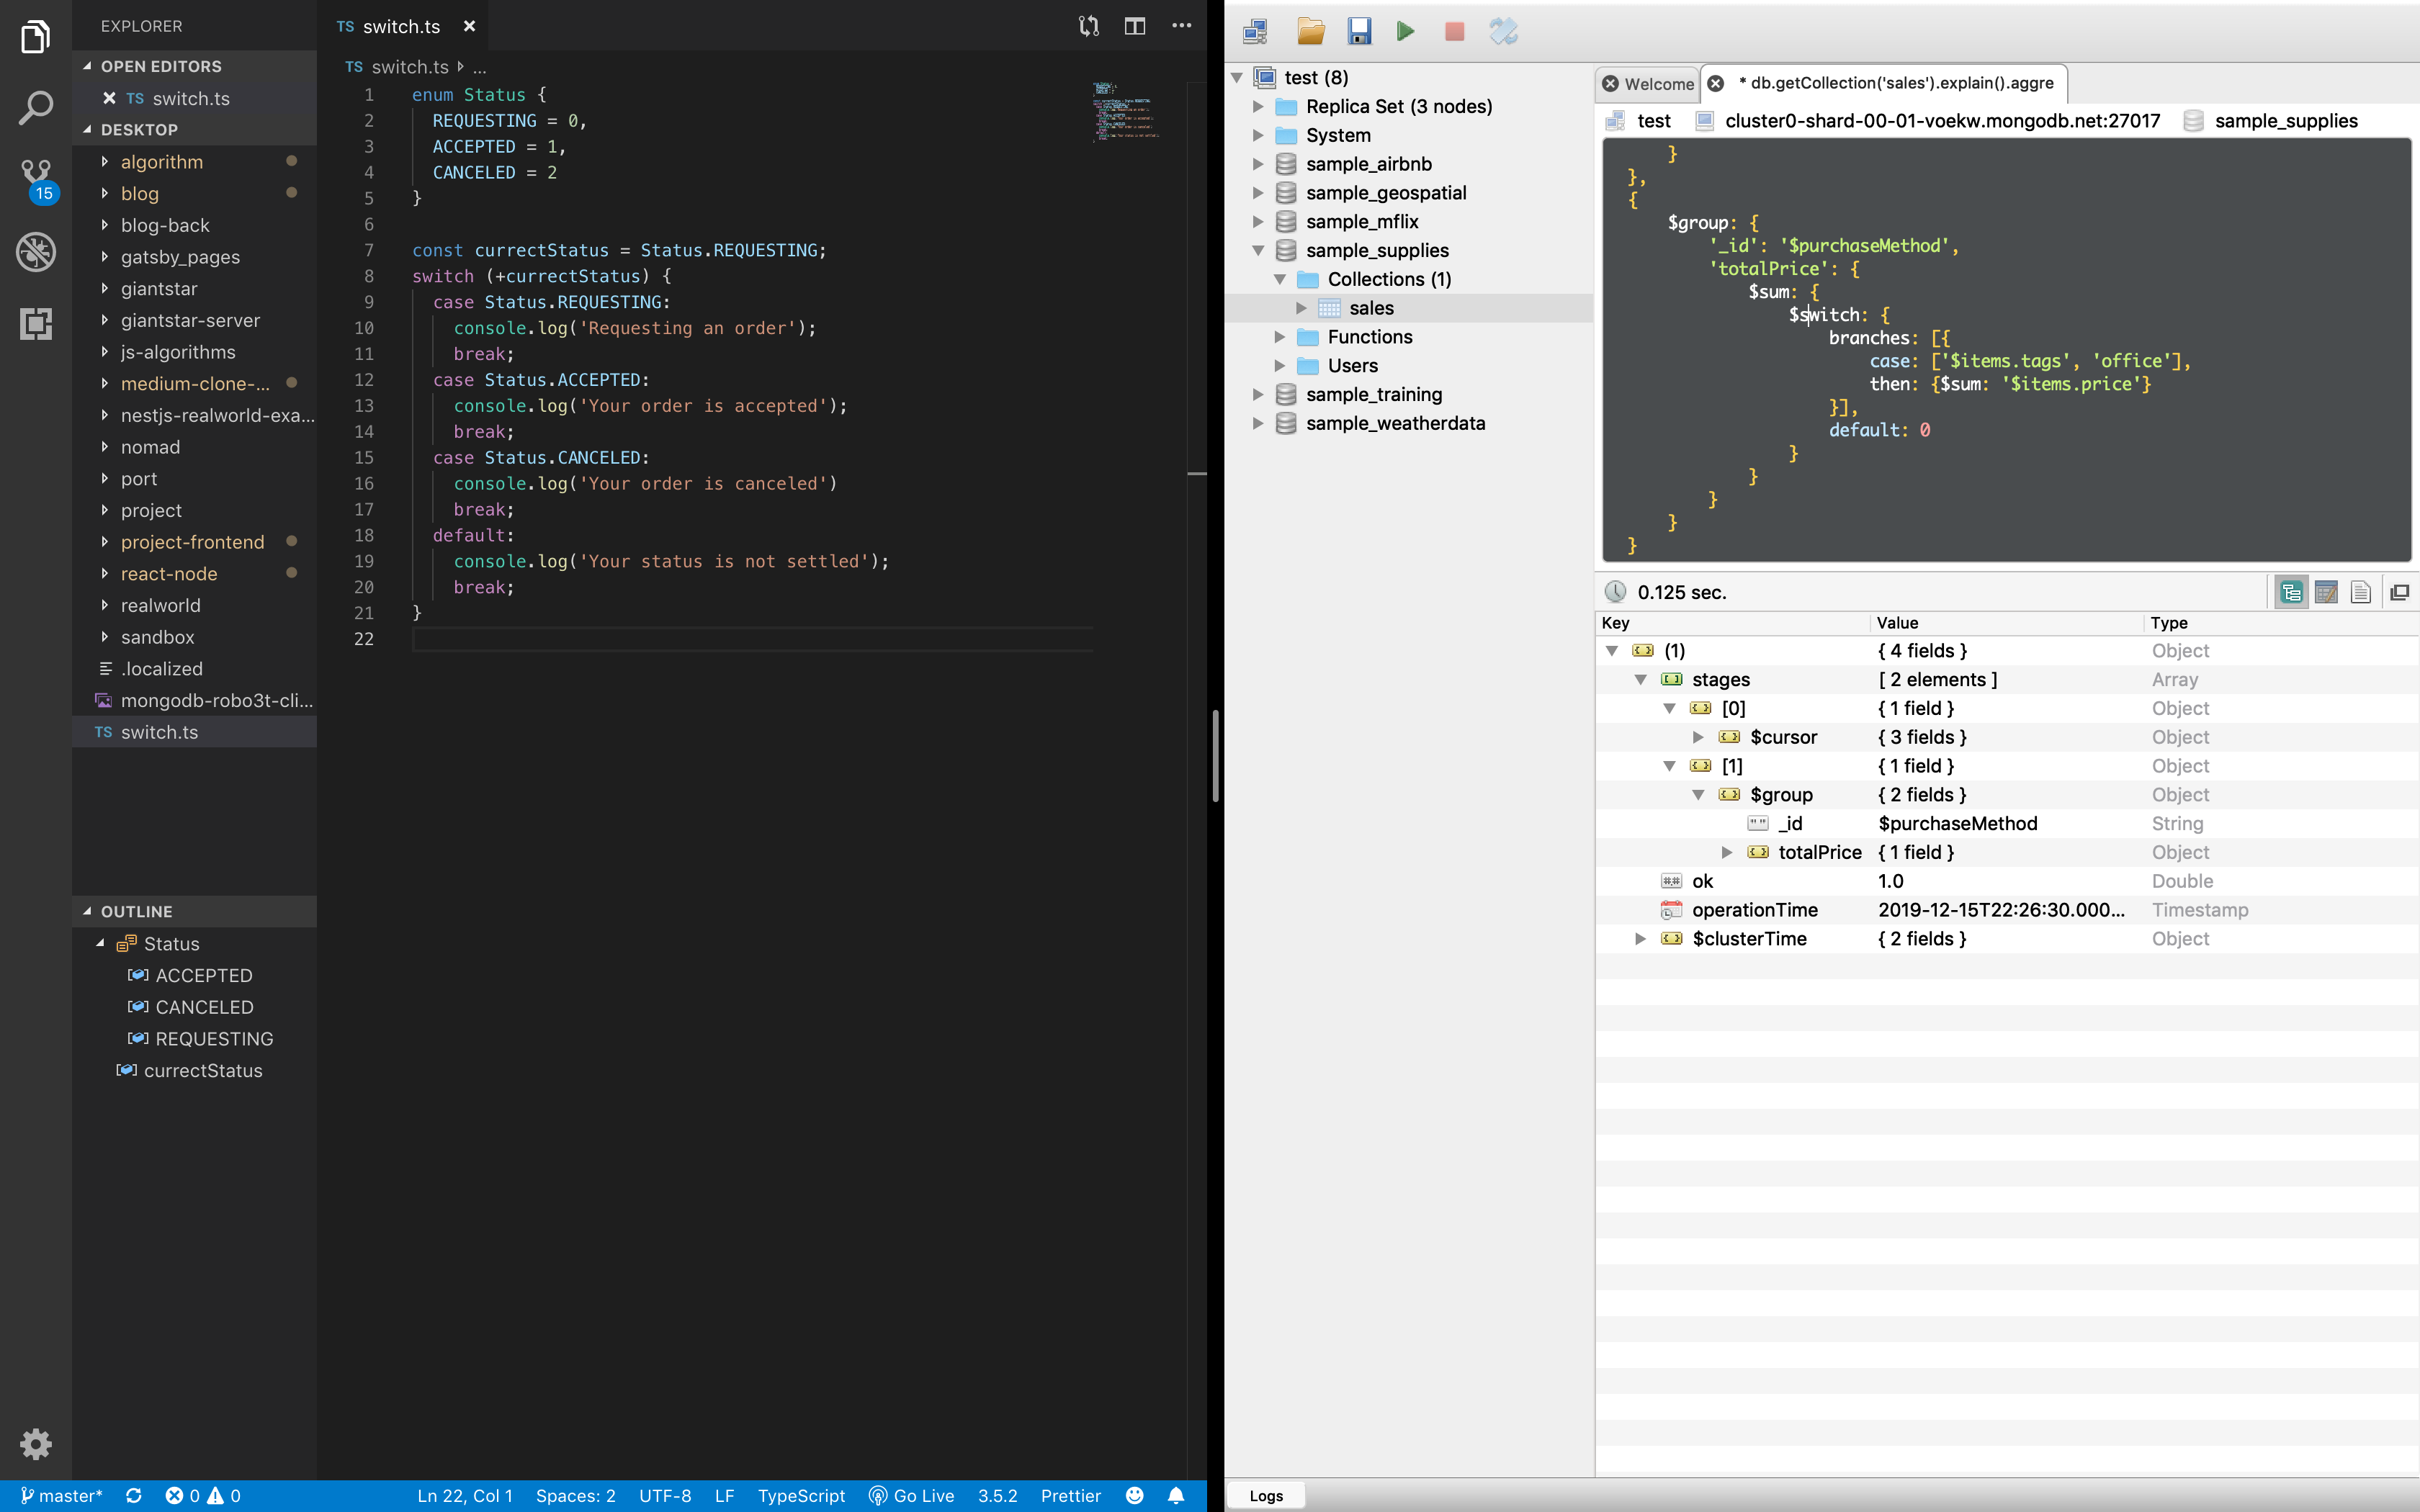 EXPLORER
OPEN EDITORS
TS switch.ts
DESKTOP
algorithm
blog
blog-back
gatsby_pages
giantstar
giantstar-server
js-algorithms
medium-clone-...
nestjs-realworld-exa...
nomad
port
project
project-frontend
react-node
realworld
sandbox
.localized
mongodb-robo3t-cli...
TS switch.ts
OUTLINE
Status
ACCEPTED
CANCELED
REQUESTING
currectStatus
15
TS switch.ts
TS switch.ts ...
1 enum Status {
2 REQUESTING = 0,
3 ACCEPTED = 1,
4 CANCELED = 2
5 }
6
7 const currectStatus = Status.REQUESTING;
8 switch (+currectStatus) {
9 case Status.REQUESTING:
10 console.log('Requesting an order');
11 break;
12 case Status.ACCEPTED:
13 console.log('Your order is accepted');
14 break;
15 case Status.CANCELED:
16 console.log('Your order is canceled')
17 break;
18 default:
19 console.log('Your status is not settled');
20 break;
21 }
22
master* 0 0 Ln 22, Col 1 Spaces: 2 UTF-8 LF TypeScript Go Live 3.5.2 Prettier
test (8)
Replica Set (3 nodes)
System
sample_airbnb
sample_geospatial
sample_mflix
sample_supplies
Collections (1)
sales
Functions
Users
sample_training
sample_weatherdata
Welcome * db.getCollection('sales').explain().aggre
test cluster0-shard-00-01-voekw.mongodb.net:27017 sample_supplies
}
},
{
$group: {
'_id': '$purchaseMethod',
'totalPrice': {
$sum: {
$switch: {
branches: [{
case: ['$items.tags', 'office'],
then: {$sum: '$items.price'}
}],
default: 0
}
}
}
}
}
0.125 sec.
Key Value Type
(1) { 4 fields } Object
stages [ 2 elements ] Array
[0] { 1 field } Object
$cursor { 3 fields } Object
[1] { 1 field } Object
$group { 2 fields } Object
_id $purchaseMethod String
totalPrice { 1 field } Object
ok 1.0 Double
operationTime 2019-12-15T22:26:30.000... Timestamp
$clusterTime { 2 fields } Object
Logs